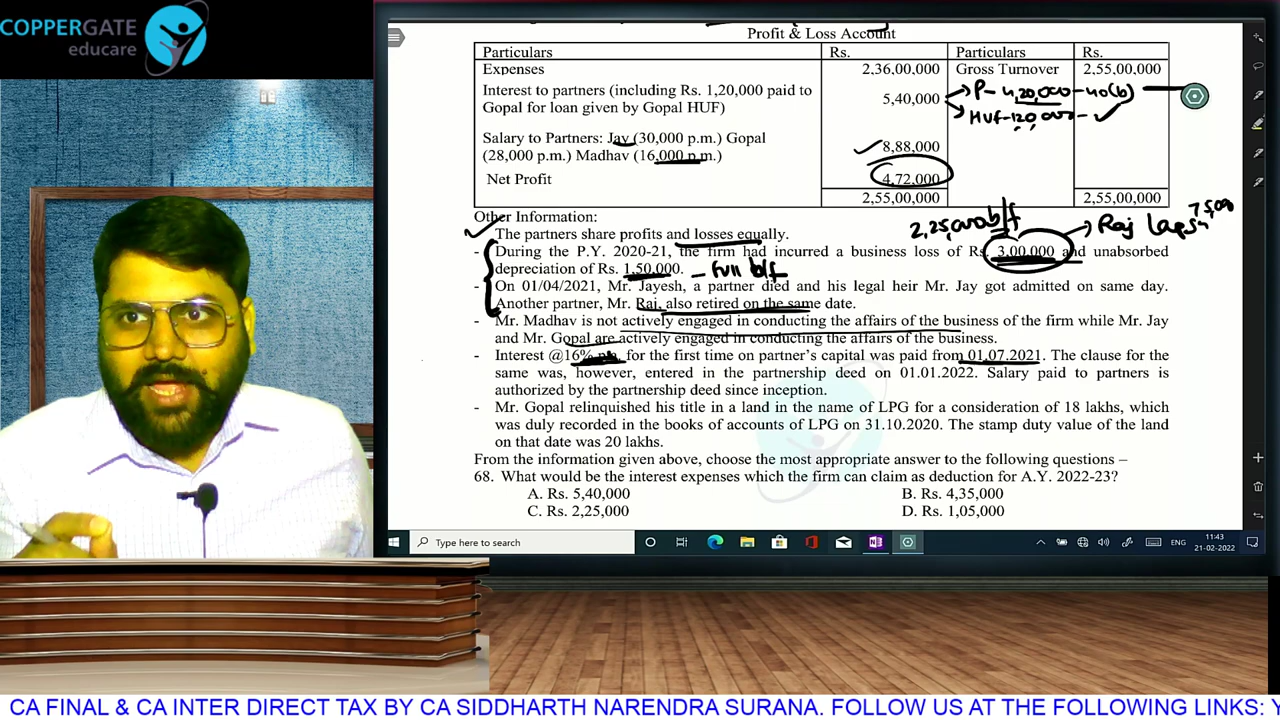 COPPERGATE
educare
Profit & Loss Account
Particulars Rs. Particulars Rs.
Expenses 2,36,00,000 Gross Turnover 2,55,00,000
Interest to partners (including Rs. 1,20,000 paid to
Gopal for loan given by Gopal HUF) 5,40,000
P - 4,20,000 - 40(b)
HUF - 120,000 -
Salary to Partners: Jay (30,000 p.m.) Gopal 8,88,000
(28,000 p.m.) Madhav (16,000 p.m.)
Net Profit 4,72,000
2,55,00,000 2,55,00,000
Other Information:
2,25,000 b/f Raj lapse 75,000
The partners share profits and losses equally.
- During the P.Y. 2020-21, the firm had incurred a business loss of Rs. 3,00,000 and unabsorbed
depreciation of Rs. 1,50,000. - full b/f
- On 01/04/2021, Mr. Jayesh, a partner died and his legal heir Mr. Jay got admitted on same day.
Another partner, Mr. Raj, also retired on the same date.
- Mr. Madhav is not actively engaged in conducting the affairs of the business of the firm while Mr. Jay
and Mr. Gopal are actively engaged in conducting the affairs of the business.
- Interest @16% p.a. for the first time on partner's capital was paid from 01.07.2021. The clause for the
same was, however, entered in the partnership deed on 01.01.2022. Salary paid to partners is
authorized by the partnership deed since inception.
- Mr. Gopal relinquished his title in a land in the name of LPG for a consideration of 18 lakhs, which
was duly recorded in the books of accounts of LPG on 31.10.2020. The stamp duty value of the land
on that date was 20 lakhs.
From the information given above, choose the most appropriate answer to the following questions –
68. What would be the interest expenses which the firm can claim as deduction for A.Y. 2022-23?
A. Rs. 5,40,000 B. Rs. 4,35,000
C. Rs. 2,25,000 D. Rs. 1,05,000
Type here to search
ENG
11:43
21-02-2022
CA FINAL & CA INTER DIRECT TAX BY CA SIDDHARTH NARENDRA SURANA. FOLLOW US AT THE FOLLOWING LINKS: Y